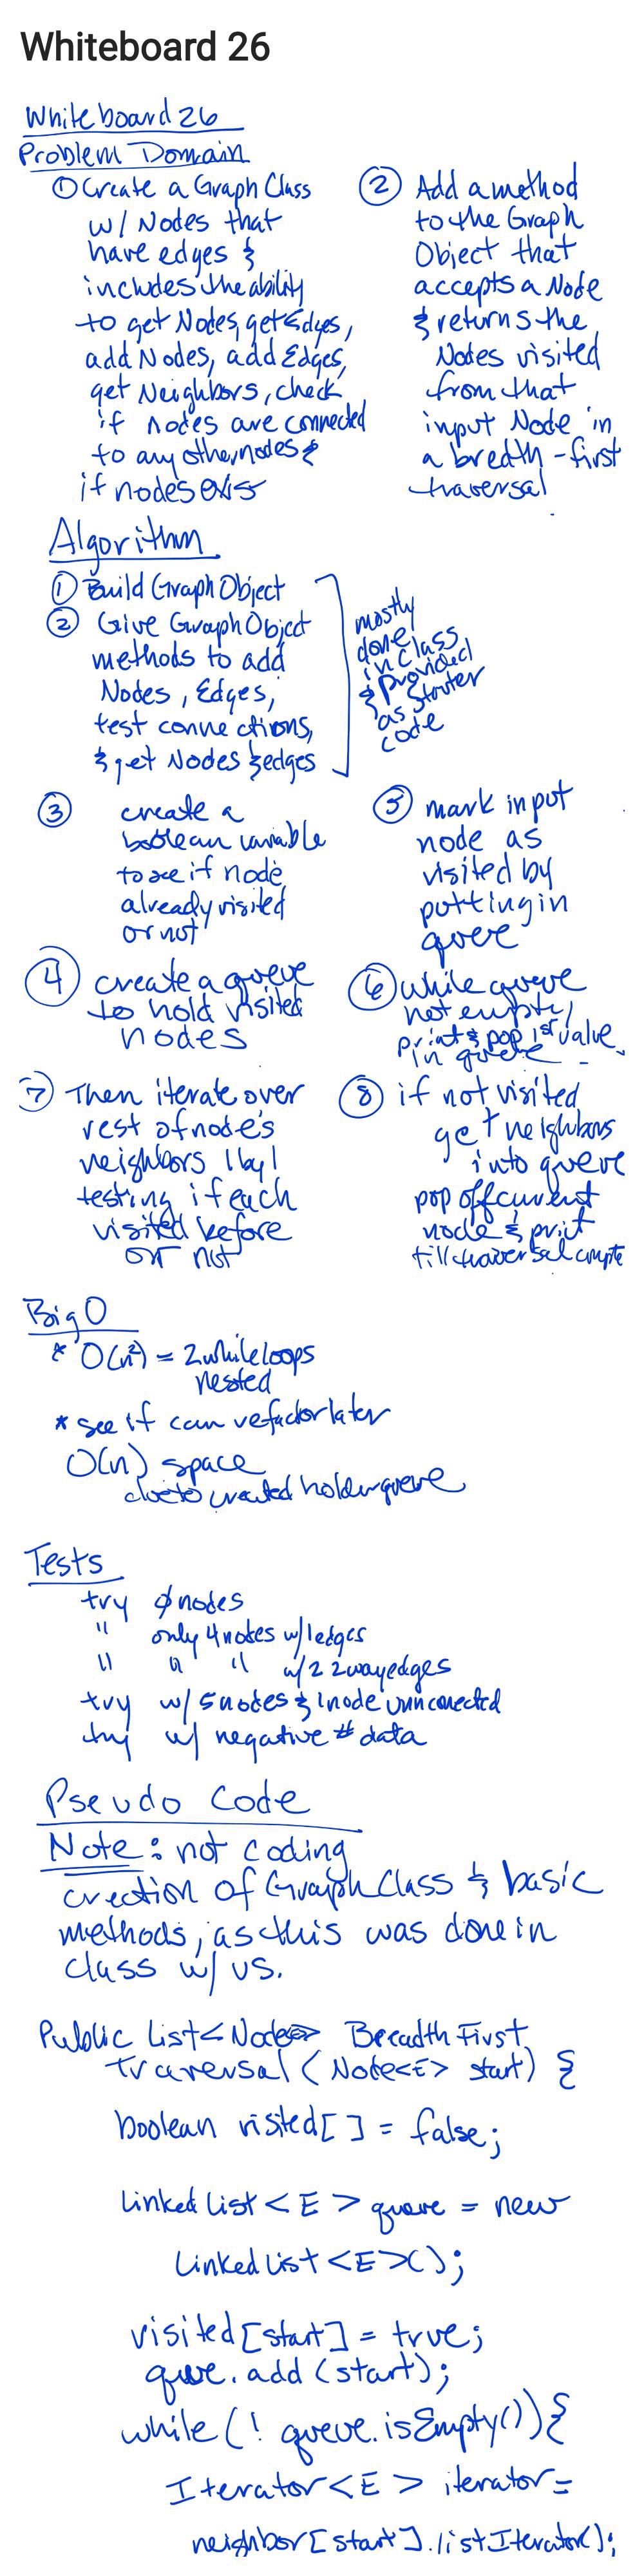 Whiteboard 26
Whiteboard 26
Problem Domain
① Create a Graph Class
w/ Nodes that
have edges &
includes the ability
to get Nodes, get Edges,
add Nodes, add Edges,
get Neighbors, check
if nodes are connected
to any other nodes &
if nodes exis
② Add a method
to the Graph
Object that
accepts a Node
& returns the
Nodes visited
from that
input Node in
a bredth-first
traversal
Algorithm
① Build Graph Object
② Give Graph Object
methods to add
Nodes, Edges,
test connections,
& get Nodes & edges
mostly
done
in class
& provided
as starter
code
③ create a
boolean variable
to see if node
already visited
or not
④ create a queue
to hold visited
nodes
⑤ mark input
node as
visited by
putting in
queue
⑥ while queue
not empty,
print & pop 1st value
in queue
⑦ Then iterate over
rest of node's
neighbors 1 by 1
testing if each
visited before
or not
⑧ if not visited
get neighbors
into queue
pop off current
node & print
till traversal complete
Big O
* O(n²) = 2 while loops
nested
* see if can refactor later
O(n) space
due to created holder queue
Tests
try ∅ nodes
" only 4 nodes w/ 1 edges
" " " w/ 2 2 way edges
try w/ 5 nodes & 1 node unnconected
try w/ negative # data
Pseudo Code
Note: not coding
creation of Graph Class & basic
methods, as this was done in
class w/ us.
Public List<Node<E>> Breadth First
traversal (Node<E> start) {
boolean visited[] = false;
Linked List <E> queue = new
Linked List <E>();
visited[start] = true;
queue.add(start);
while (! queue.isEmpty()) {
Iterator<E> iterator =
neighbor[start].listIterator();